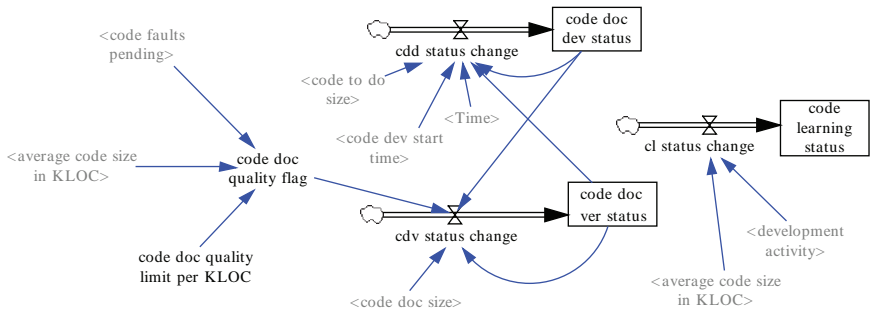 <code faults
pending>
code doc
dev status
cdd status change
<code to do
size>
<Time>
<code dev start
time>
code
learning
status
cl status change
<average code size
in KLOC>
code doc
quality flag
code doc
ver status
cdv status change
code doc quality
limit per KLOC
<development
activity>
<code doc size>
<average code size
in KLOC>